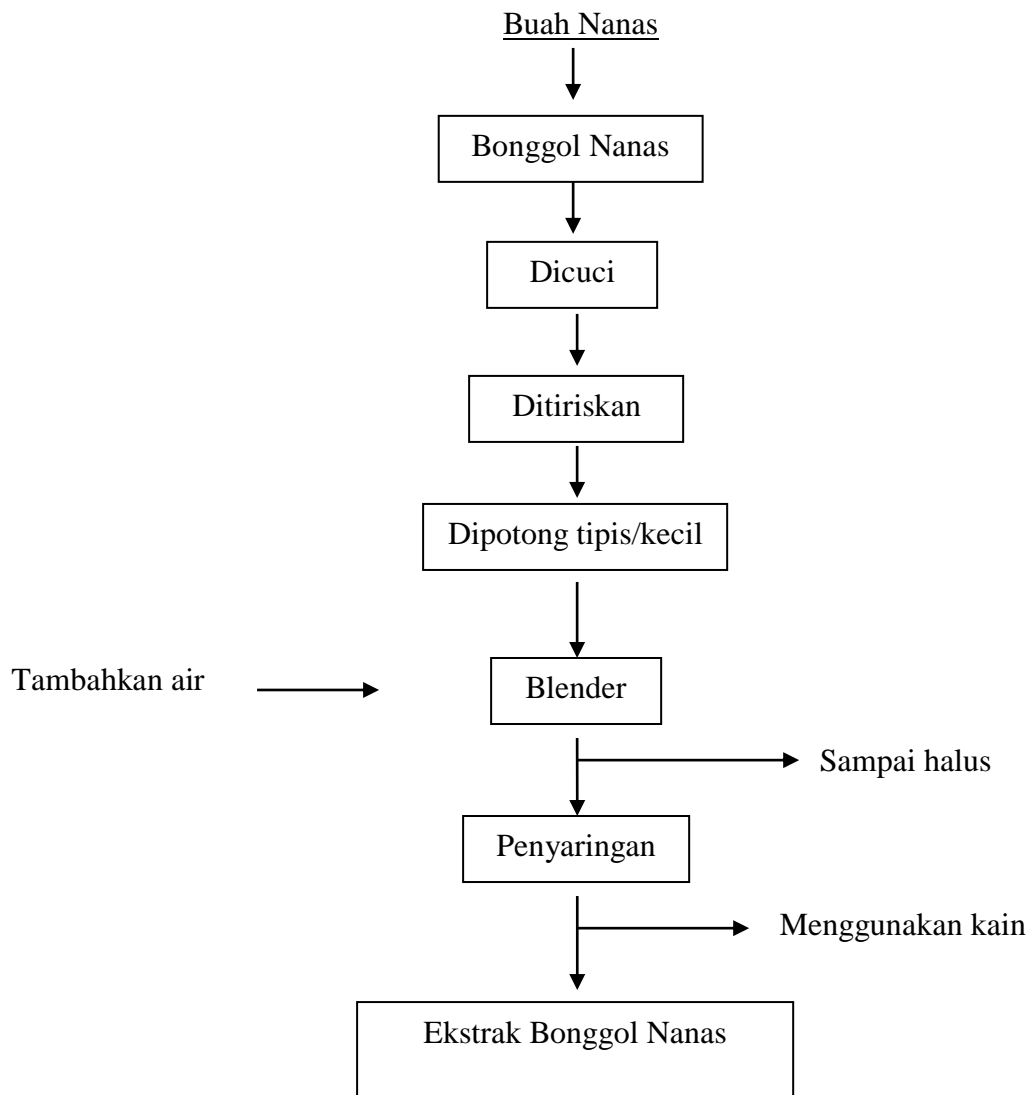 Buah Nanas
Bonggol Nanas
Dicuci
Ditiriskan
Dipotong tipis/kecil
Tambahkan air
Blender
Sampai halus
Penyaringan
Menggunakan kain
Ekstrak Bonggol Nanas